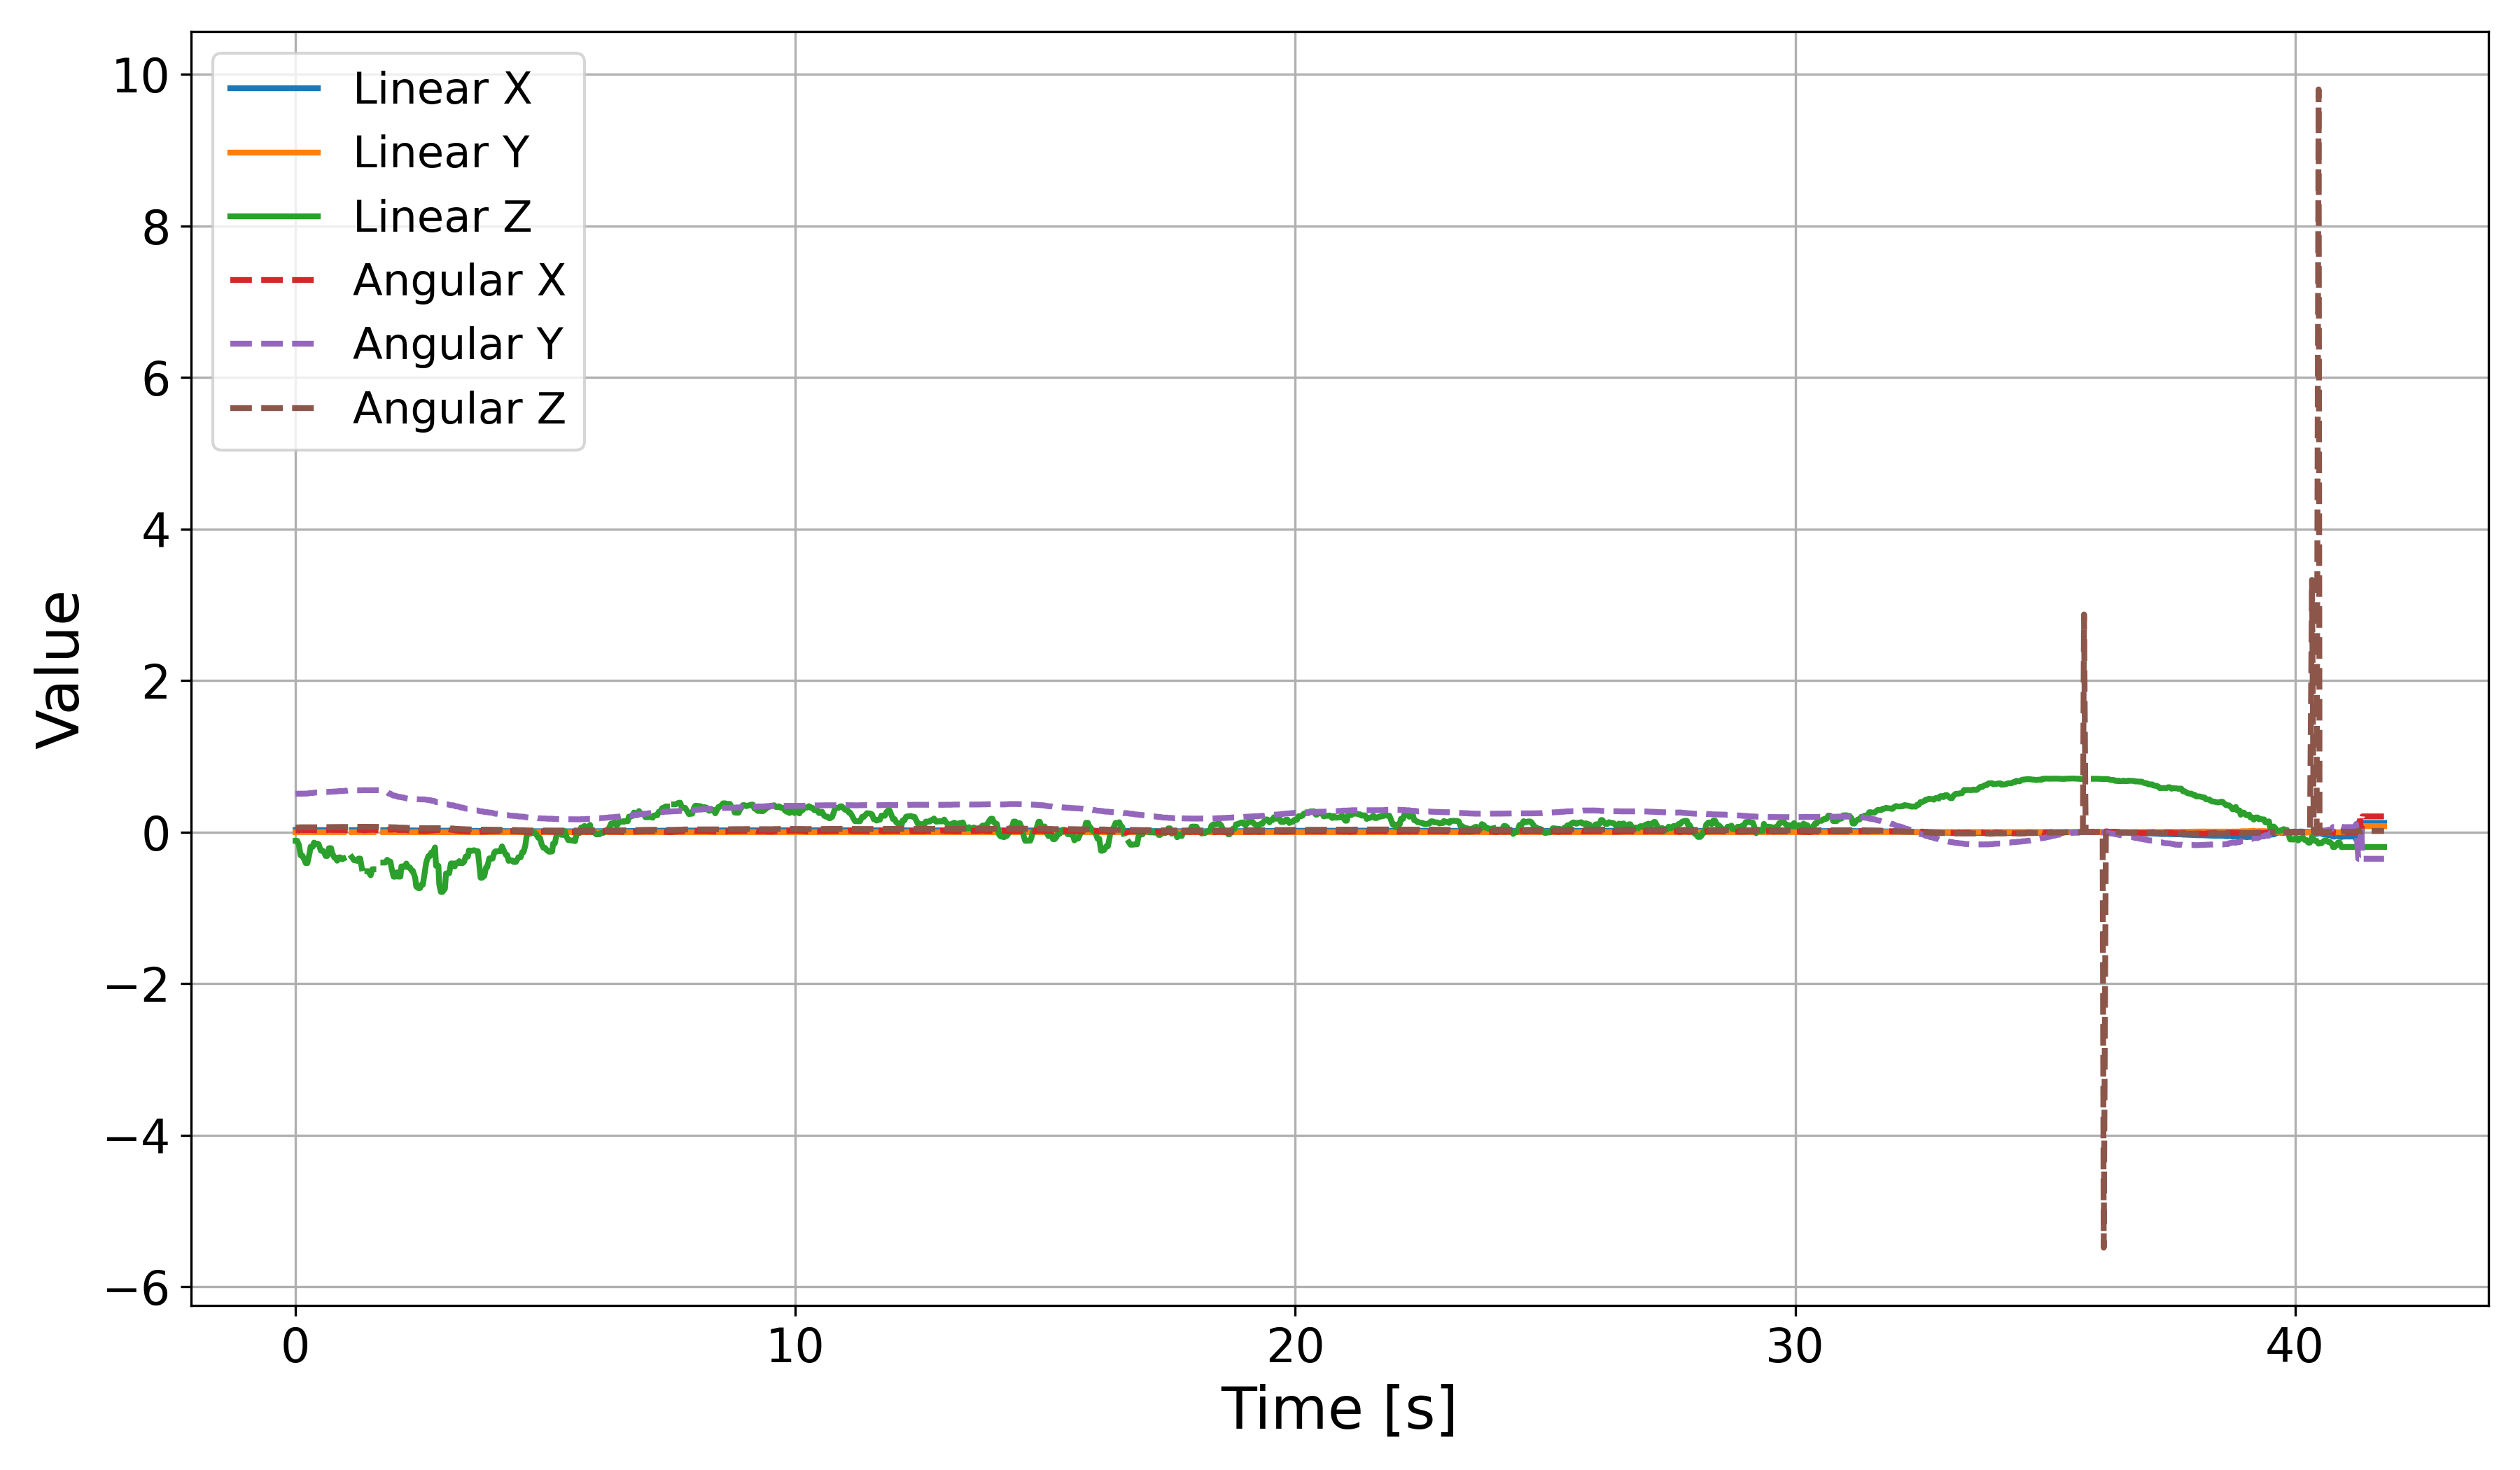 10
8
6
4
2
0
−2
−4
−6
Value
Linear X
Linear Y
Linear Z
Angular X
Angular Y
Angular Z
0 10 20 30 40
Time [s]